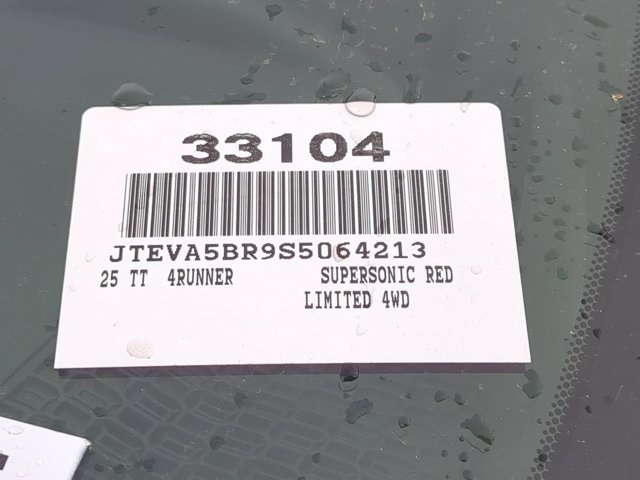 33104
JTEVA5BR9S5064213
25 TT 4RUNNER SUPERSONIC RED
LIMITED 4WD